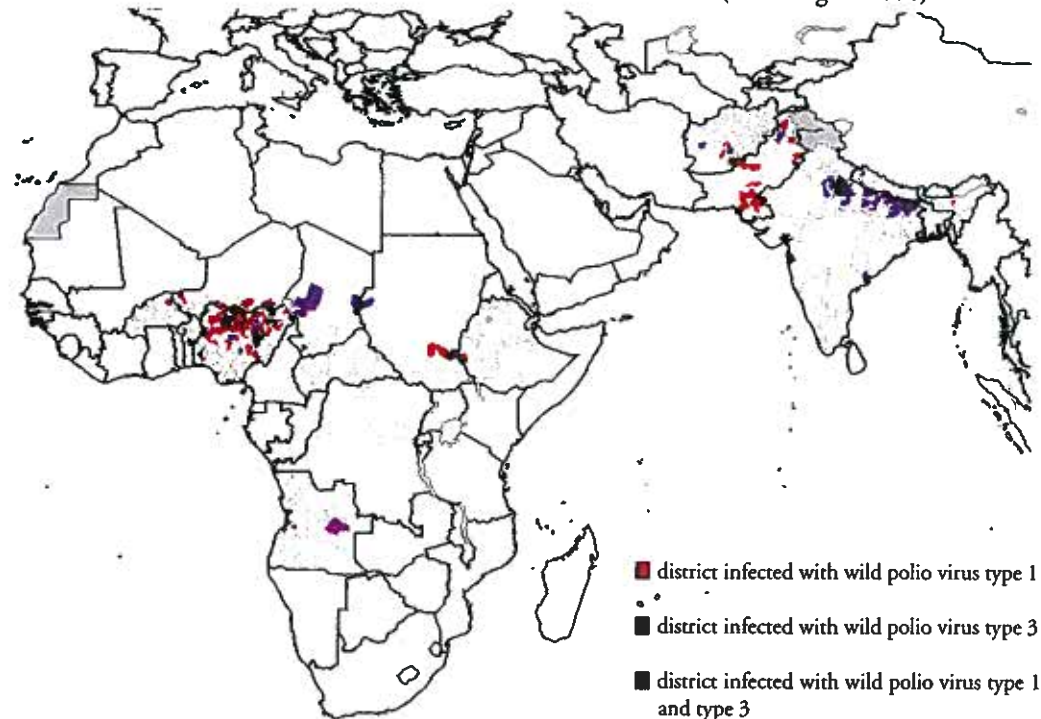 district infected with wild polio virus type 1
district infected with wild polio virus type 3
district infected with wild polio virus type 1
and type 3